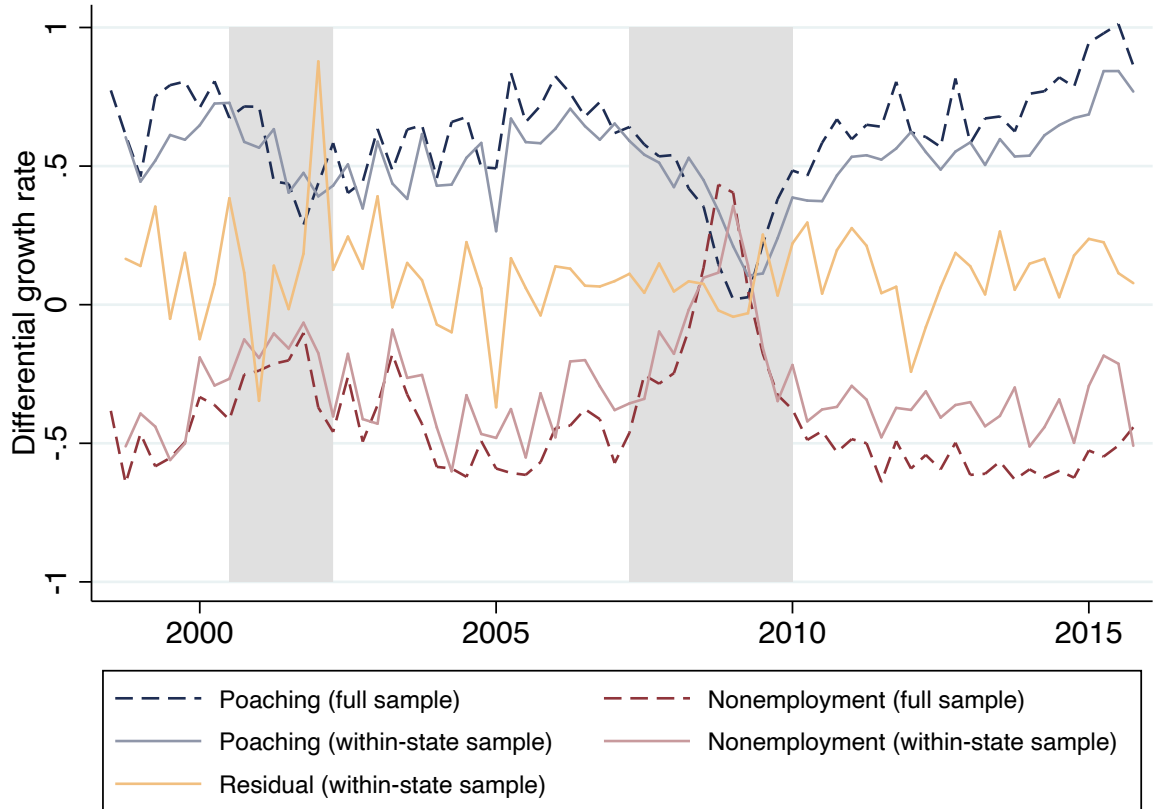 Differential growth rate
1
.5
0
-.5
-1
2000 2005 2010 2015
Poaching (full sample) Nonemployment (full sample)
Poaching (within-state sample) Nonemployment (within-state sample)
Residual (within-state sample)